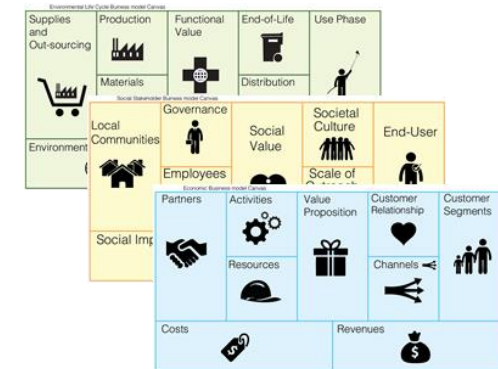 Environmental Life Cycle Business model Canvas
Supplies
and
Out-sourcing
Production
Functional
Value
End-of-Life
Use Phase
Materials
Distribution
Environment
Social Stakeholder Business model Canvas
Local
Communities
Governance
Social
Value
Societal
Culture
End-User
Employees
Scale of
Social Imp
Economic Business model Canvas
Partners
Activities
Value
Proposition
Customer
Relationship
Customer
Segments
Resources
Channels
Costs
Revenues